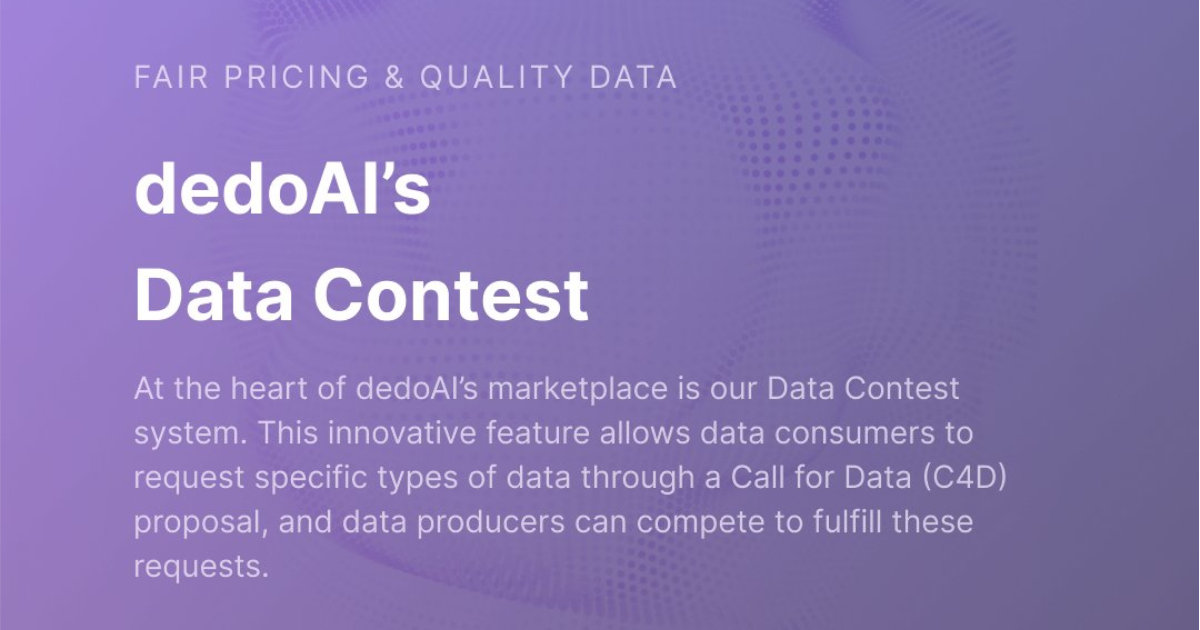 FAIR PRICING & QUALITY DATA
dedoAI’s
Data Contest
At the heart of dedoAI’s marketplace is our Data Contest
system. This innovative feature allows data consumers to
request specific types of data through a Call for Data (C4D)
proposal, and data producers can compete to fulfill these
requests.